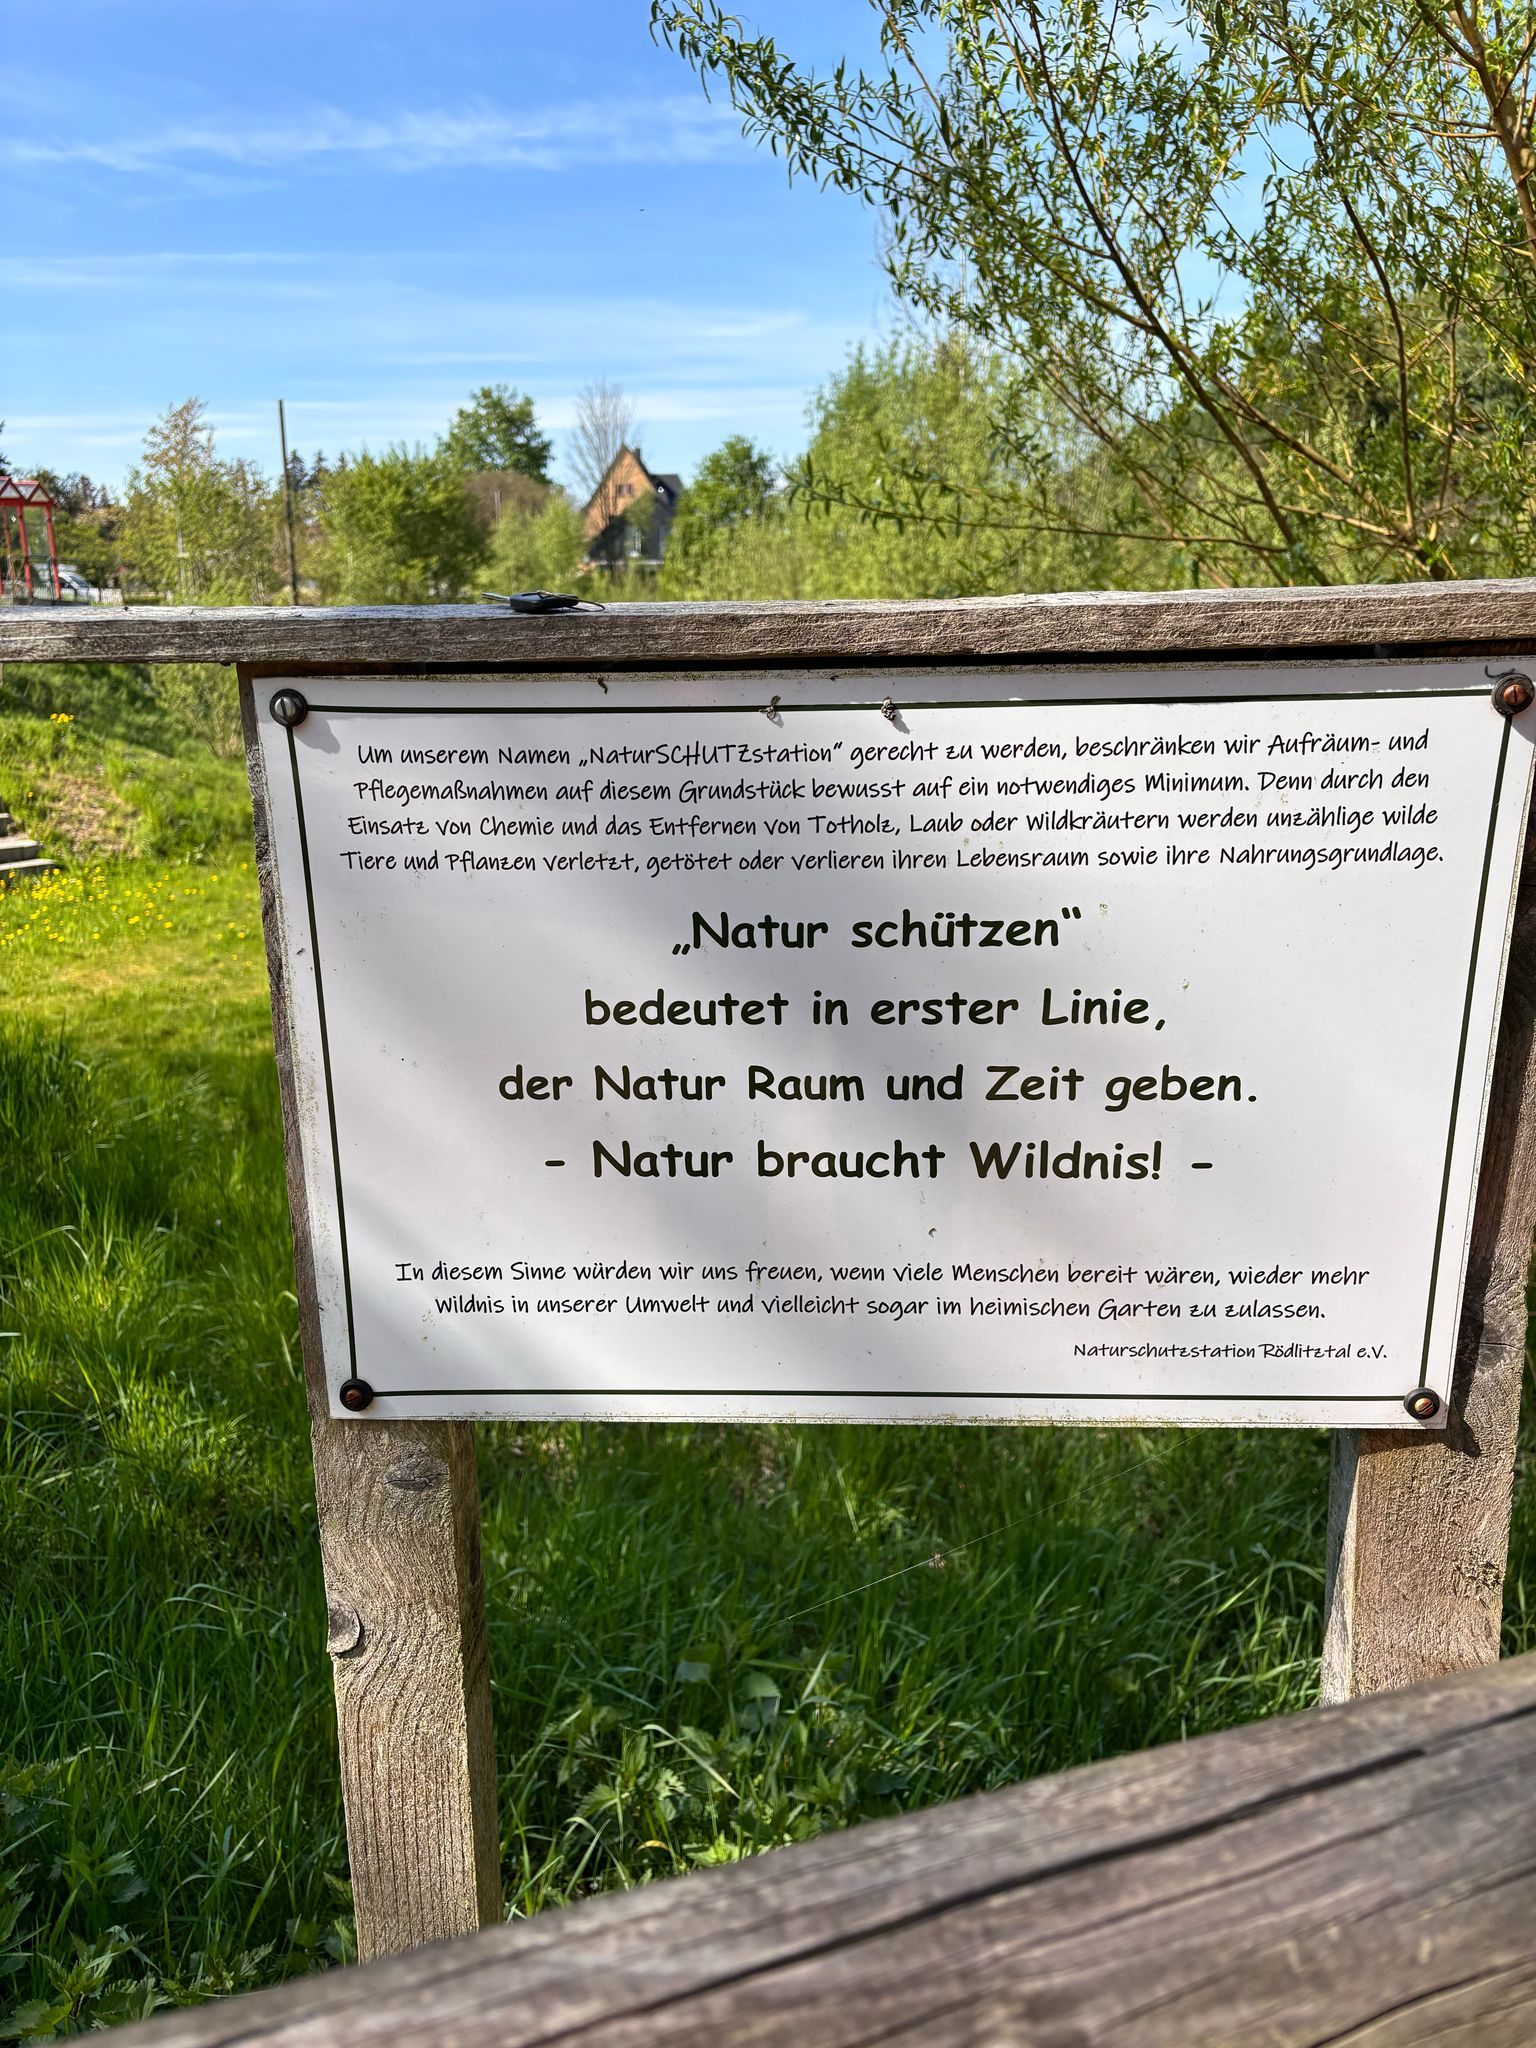 Um unserem Namen „NaturSCHUTZstation“ gerecht zu werden, beschränken wir Aufräum- und
Pflegemaßnahmen auf diesem Grundstück bewusst auf ein notwendiges Minimum. Denn durch den
Einsatz von Chemie und das Entfernen von Totholz, Laub oder Wildkräutern werden unzählige wilde
Tiere und Pflanzen verletzt, getötet oder verlieren ihren Lebensraum sowie ihre Nahrungsgrundlage.
„Natur schützen“
bedeutet in erster Linie,
der Natur Raum und Zeit geben.
- Natur braucht Wildnis! -
In diesem Sinne würden wir uns freuen, wenn viele Menschen bereit wären, wieder mehr
Wildnis in unserer Umwelt und vielleicht sogar im heimischen Garten zu zulassen.
Naturschutzstation Rödlitztal e.V.